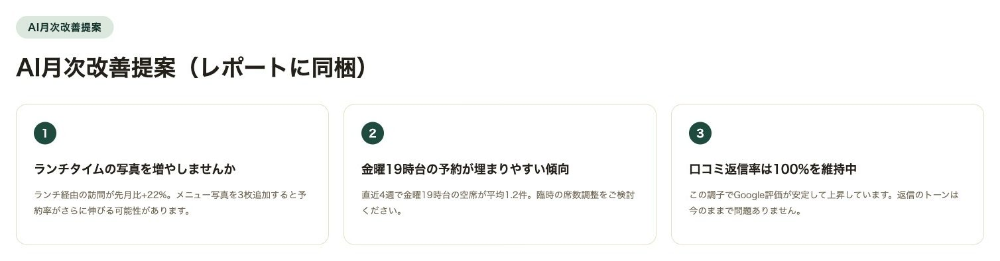 AI月次改善提案
AI月次改善提案（レポートに同梱）
1
ランチタイムの写真を増やしませんか
ランチ経由の訪問が先月比+22%。メニュー写真を3枚追加すると予
約率がさらに伸びる可能性があります。
2
金曜19時台の予約が埋まりやすい傾向
直近4週で金曜19時台の空席が平均1.2件。臨時の席数調整をご検討
ください。
3
口コミ返信率は100%を維持中
この調子でGoogle評価が安定して上昇しています。返信のトーンは
今のままで問題ありません。